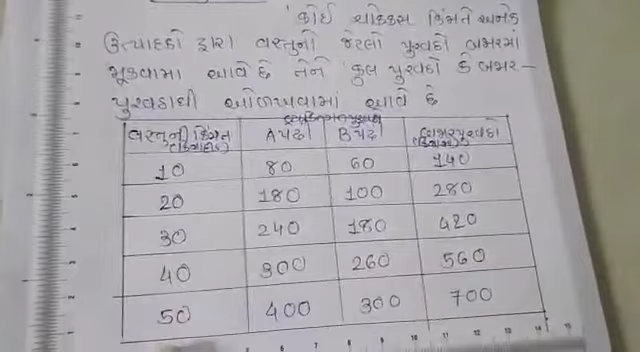 કોઈ ચોક્કસ કિંમતે અનેક
ઉત્પાદકો દ્વારા વસ્તુનો જેટલો પુરવઠો બજારમાં
મૂકવામા આવે છે તેને કુલ પુરવઠો કે બજાર-
પુરવઠાથી ઓળખવામાં આવે છે
વસ્તુની કિંમત A પેઢી B પેઢી બજારપુરવઠો
10 80 60 140
20 180 100 280
30 240 180 420
40 300 260 560
50 400 300 700